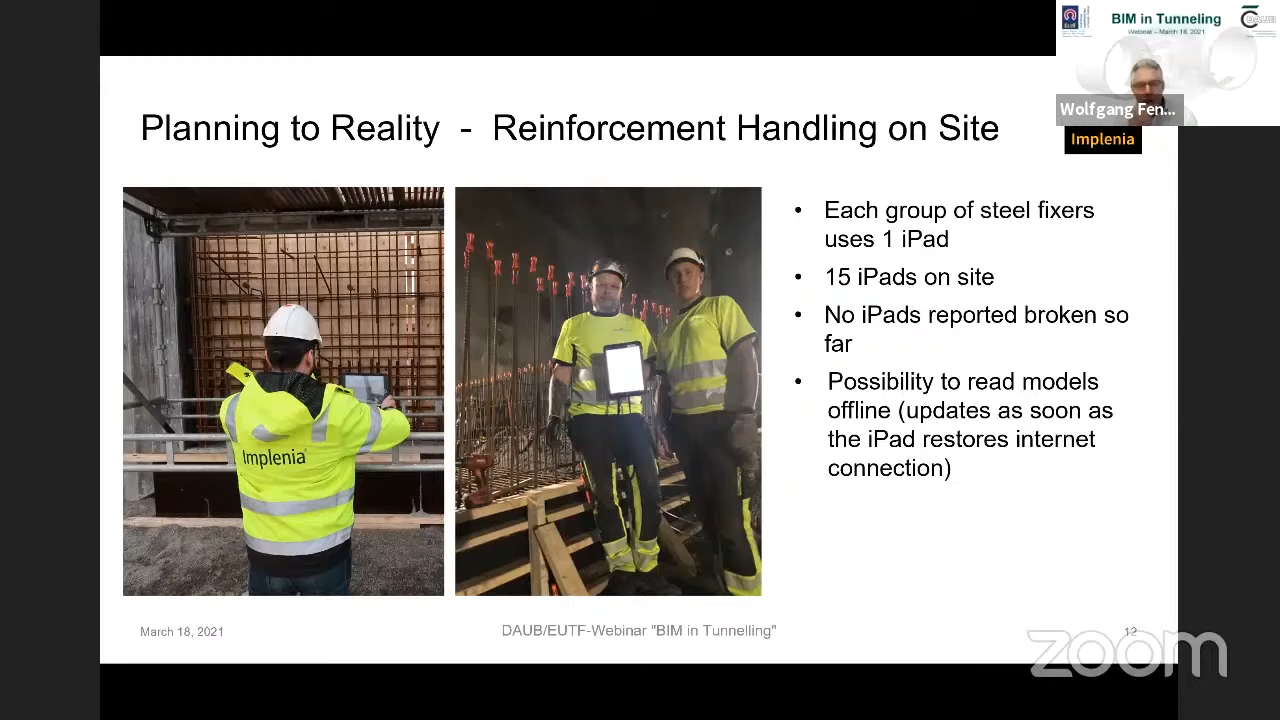 BIM in Tunneling
Webinar – March 18, 2021
DAUB
Wolfgang Fen...
Implenia
Planning to Reality - Reinforcement Handling on Site
Implenia
• Each group of steel fixers
uses 1 iPad
• 15 iPads on site
• No iPads reported broken so
far
• Possibility to read models
offline (updates as soon as
the iPad restores internet
connection)
March 18, 2021
DAUB/EUTF-Webinar "BIM in Tunnelling"
12
zoom